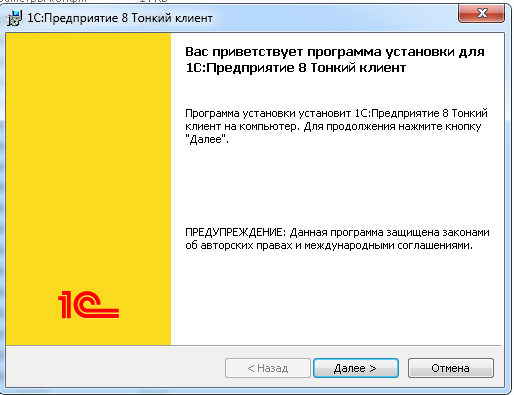 1С:Предприятие 8 Тонкий клиент
Вас приветствует программа установки для
1С:Предприятие 8 Тонкий клиент
Программа установки установит 1С:Предприятие 8 Тонкий
клиент на компьютер. Для продолжения нажмите кнопку
"Далее".
ПРЕДУПРЕЖДЕНИЕ: Данная программа защищена законами
об авторских правах и международными соглашениями.
1С
< Назад
Далее >
Отмена